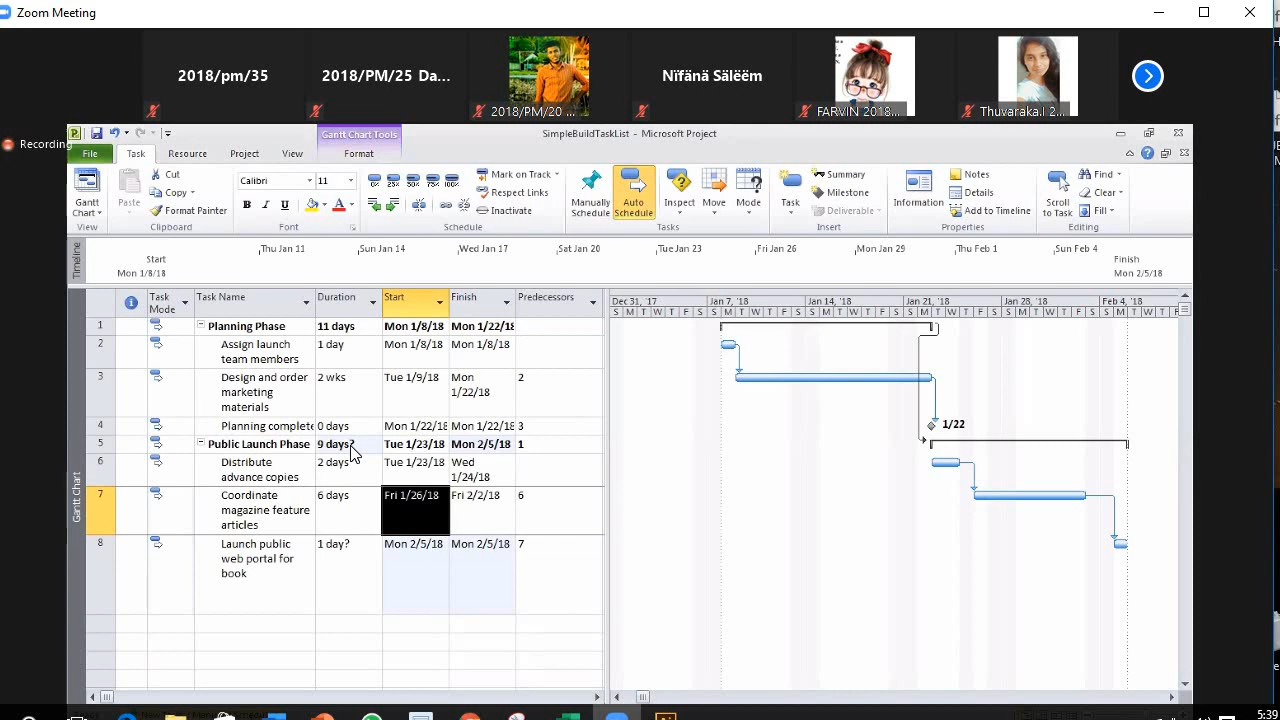 Zoom Meeting
2018/pm/35
2018/PM/25 Da...
2018/PM/20 ...
Nïfänä Sälëëm
FARVIN 2018...
Thuvaraka.I 2...
Recording
SimpleBuildTaskList - Microsoft Project
Gantt Chart Tools
File Task Resource Project View Format
Gantt Chart
View
Paste
Cut
Copy
Format Painter
Clipboard
Calibri 11
B I U A
Font
0% 25% 50% 75% 100%
Mark on Track
Respect Links
Inactivate
Schedule
Manually Schedule
Auto Schedule
Inspect
Move
Mode
Tasks
Task
Summary
Milestone
Deliverable
Insert
Information
Notes
Details
Add to Timeline
Properties
Scroll to Task
Find
Clear
Fill
Editing
Timeline
Thu Jan 11 Sun Jan 14 Wed Jan 17 Sat Jan 20 Tue Jan 23 Fri Jan 26 Mon Jan 29 Thu Feb 1 Sun Feb 4
Start
Mon 1/8/18
Finish
Mon 2/5/18
Gantt Chart
Task Mode Task Name Duration Start Finish Predecessors
1 Planning Phase 11 days Mon 1/8/18 Mon 1/22/18
2 Assign launch team members 1 day Mon 1/8/18 Mon 1/8/18
3 Design and order marketing materials 2 wks Tue 1/9/18 Mon 1/22/18 2
4 Planning complete 0 days Mon 1/22/18 Mon 1/22/18 3
5 Public Launch Phase 9 days? Tue 1/23/18 Mon 2/5/18 1
6 Distribute advance copies 2 days Tue 1/23/18 Wed 1/24/18
7 Coordinate magazine feature articles 6 days Fri 1/26/18 Fri 2/2/18 6
8 Launch public web portal for book 1 day? Mon 2/5/18 Mon 2/5/18 7
Dec 31, '17 Jan 7, '18 Jan 14, '18 Jan 21, '18 Jan 28, '18 Feb 4, '18
S M T W T F S S M T W T F S S M T W T F S S M T W T F S S M T W T F S S M T W T F
1/22
5:39